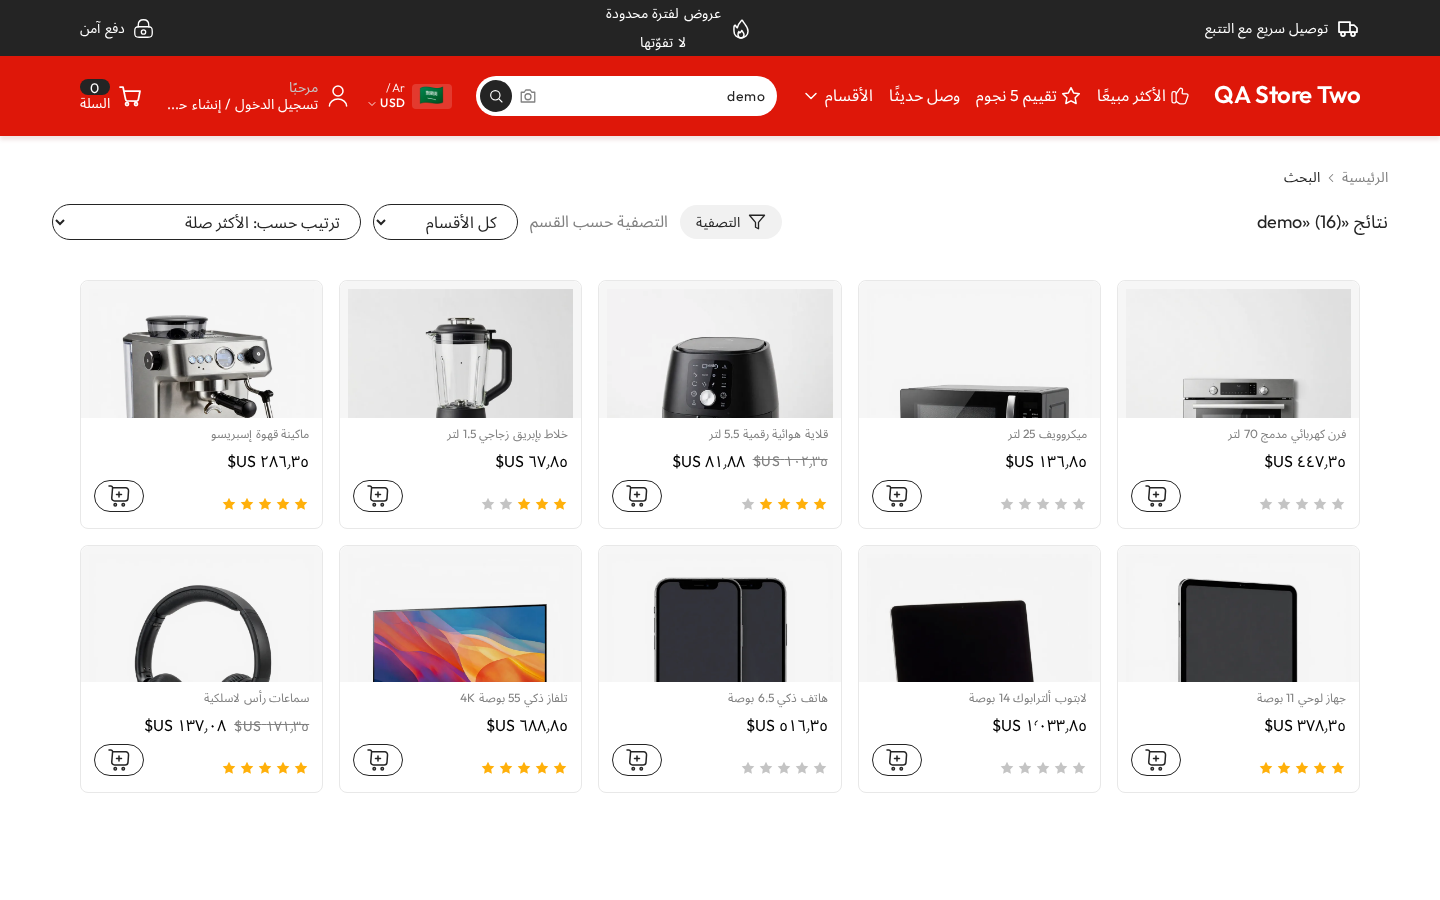 توصيل سريع مع التتبع
عروض لفترة محدودة
لا تفوّتها
دفع آمن
QA Store Two
الأكثر مبيعًا
تقييم 5 نجوم
وصل حديثًا
الأقسام
demo
Ar /
USD
مرحبًا
تسجيل الدخول / إنشاء حـ...
0
السلة
الرئيسية
البحث
نتائج «demo» (16)
التصفية
التصفية حسب القسم
كل الأقسام
ترتيب حسب: الأكثر صلة
فرن كهربائي مدمج 70 لتر
٤٤٧٫٣٥ US$
ميكروويف 25 لتر
١٣٦٫٨٥ US$
قلاية هوائية رقمية 5.5 لتر
١٠٢٫٣٥ US$ ٨١٫٨٨ US$
خلاط بإبريق زجاجي 1.5 لتر
٦٧٫٨٥ US$
ماكينة قهوة إسبريسو
٢٨٦٫٣٥ US$
جهاز لوحي 11 بوصة
٣٧٨٫٣٥ US$
لابتوب ألترابوك 14 بوصة
١٬٠٣٣٫٨٥ US$
هاتف ذكي 6.5 بوصة
٥١٦٫٣٥ US$
تلفاز ذكي 55 بوصة 4K
٦٨٨٫٨٥ US$
سماعات رأس لاسلكية
١٧١٫٣٥ US$ ١٣٧٫٠٨ US$